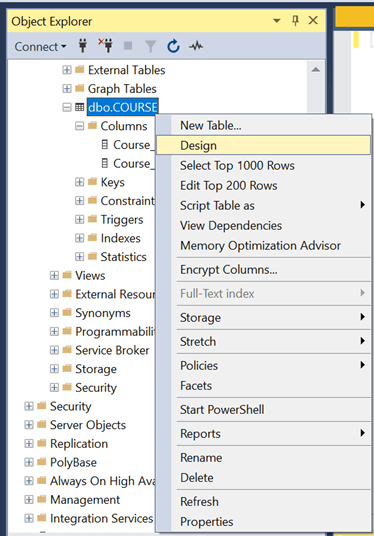 Object Explorer
Connect
External Tables
Graph Tables
dbo.COURSE
Columns
Course_
Course_
Keys
Constraint
Triggers
Indexes
Statistics
Views
External Resour
Synonyms
Programmabili
Service Broker
Storage
Security
Security
Server Objects
Replication
PolyBase
Always On High Ava
Management
Integration Services
New Table...
Design
Select Top 1000 Rows
Edit Top 200 Rows
Script Table as
View Dependencies
Memory Optimization Advisor
Encrypt Columns...
Full-Text index
Storage
Stretch
Policies
Facets
Start PowerShell
Reports
Rename
Delete
Refresh
Properties